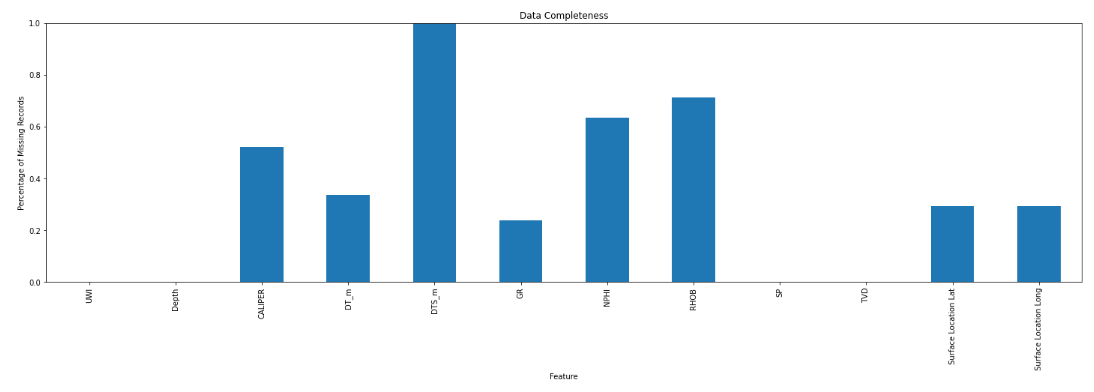 Data Completeness
Percentage of Missing Records
1.0
0.8
0.6
0.4
0.2
0.0
UWI
Depth
CALIPER
DT_m
DTS_m
GR
NPHI
RHOB
SP
TVD
Surface Location Lat
Surface Location Long
Feature